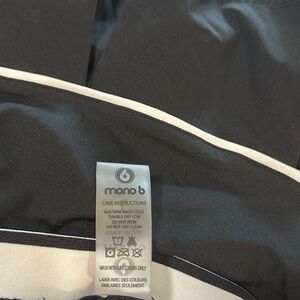 mono b
CARE INSTRUCTIONS
MACHINE WASH COLD
TUMBLE DRY LOW
DO NOT IRON
DO NOT DRY CLEAN
WASH WITH LIKE COLORS ONLY
LAVER AVEC DES COULEURS
SIMILAIRES SEULEMENT